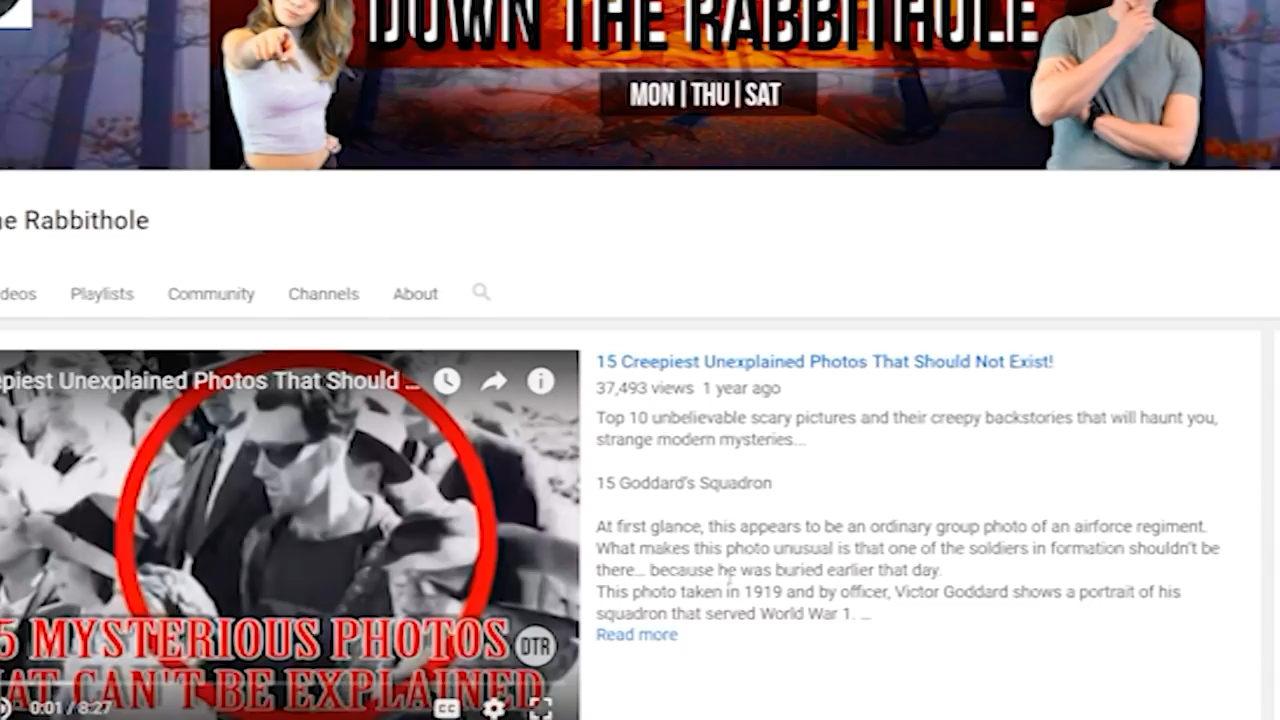 DOWN THE RABBITHOLE
MON | THU | SAT
he Rabbithole
deos Playlists Community Channels About
epiest Unexplained Photos That Should ...
15 MYSTERIOUS PHOTOS
DTR
AT CAN'T BE EXPLAINED
0:01 / 8:27
CC
15 Creepiest Unexplained Photos That Should Not Exist!
37,493 views 1 year ago
Top 10 unbelievable scary pictures and their creepy backstories that will haunt you,
strange modern mysteries...
15 Goddard's Squadron
At first glance, this appears to be an ordinary group photo of an airforce regiment.
What makes this photo unusual is that one of the soldiers in formation shouldn't be
there... because he was buried earlier that day.
This photo taken in 1919 and by officer, Victor Goddard shows a portrait of his
squadron that served World War 1. ...
Read more